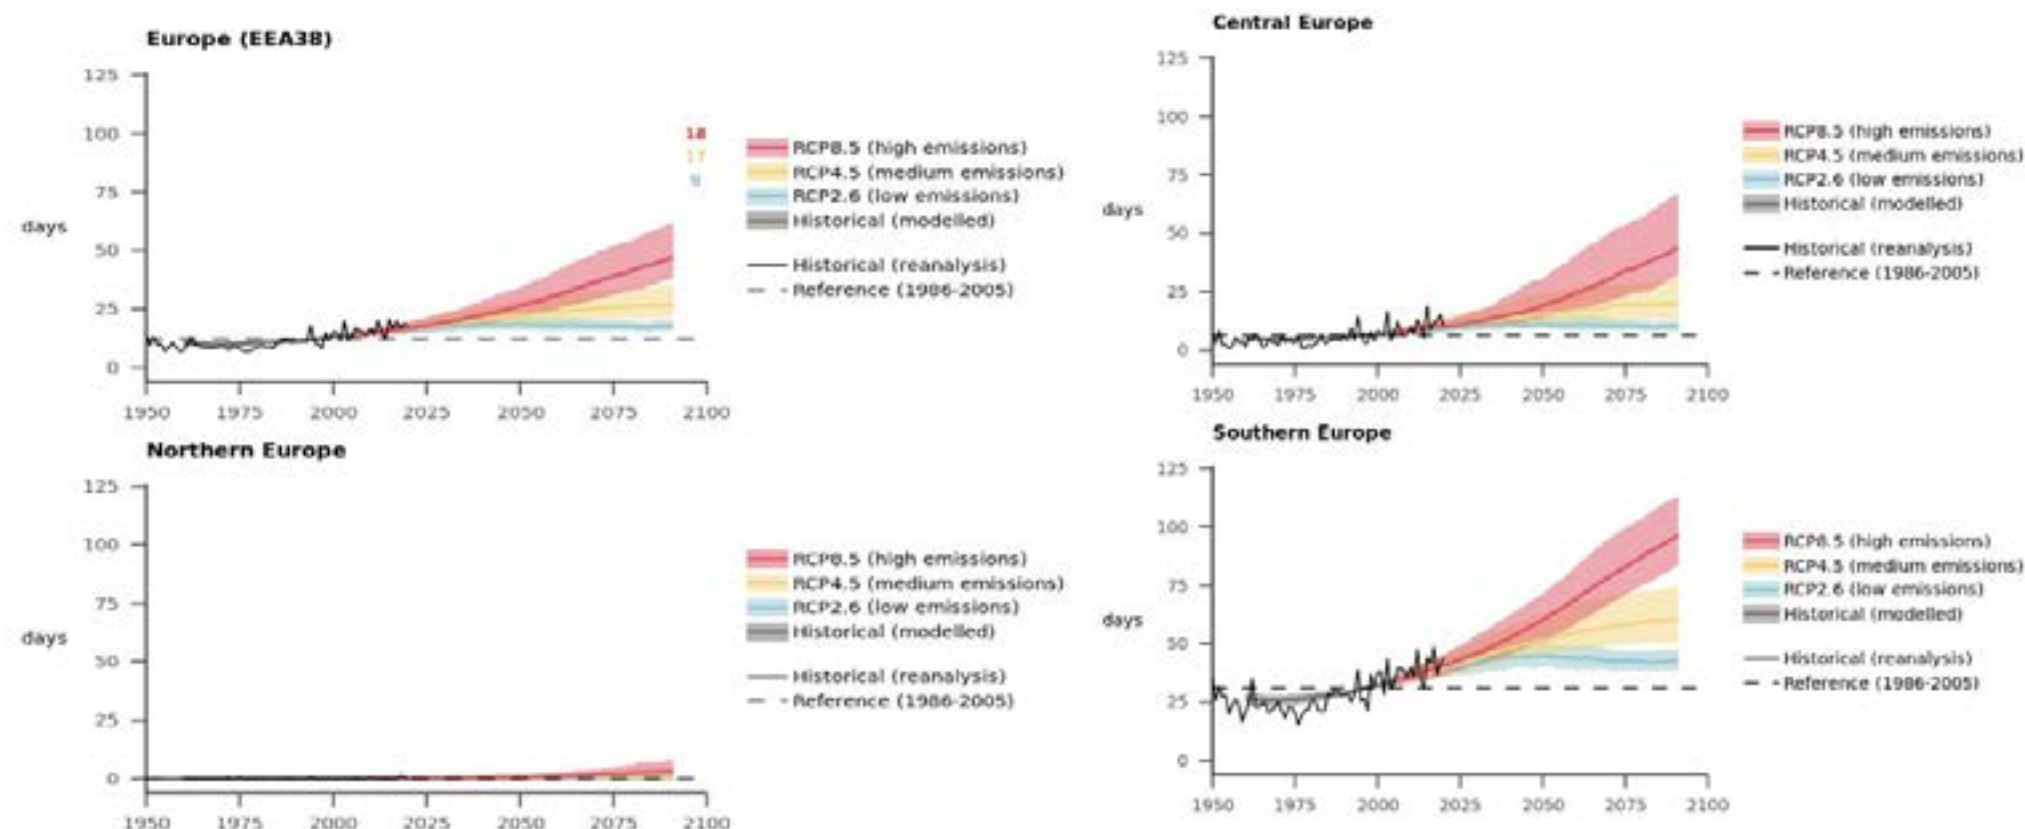 Europe (EEA38)
125
100
75
50
25
0
days
1950 1975 2000 2025 2050 2075 2100
18
17
RCP8.5 (high emissions)
RCP4.5 (medium emissions)
RCP2.6 (low emissions)
Historical (modelled)
Historical (reanalysis)
Reference (1986-2005)
Central Europe
125
100
75
50
25
0
days
1950 1975 2000 2025 2050 2075 2100
RCP8.5 (high emissions)
RCP4.5 (medium emissions)
RCP2.6 (low emissions)
Historical (modelled)
Historical (reanalysis)
Reference (1986-2005)
Northern Europe
125
100
75
50
25
0
days
1950 1975 2000 2025 2050 2075 2100
RCP8.5 (high emissions)
RCP4.5 (medium emissions)
RCP2.6 (low emissions)
Historical (modelled)
Historical (reanalysis)
Reference (1986-2005)
Southern Europe
125
100
75
50
25
0
days
1950 1975 2000 2025 2050 2075 2100
RCP8.5 (high emissions)
RCP4.5 (medium emissions)
RCP2.6 (low emissions)
Historical (modelled)
Historical (reanalysis)
Reference (1986-2005)